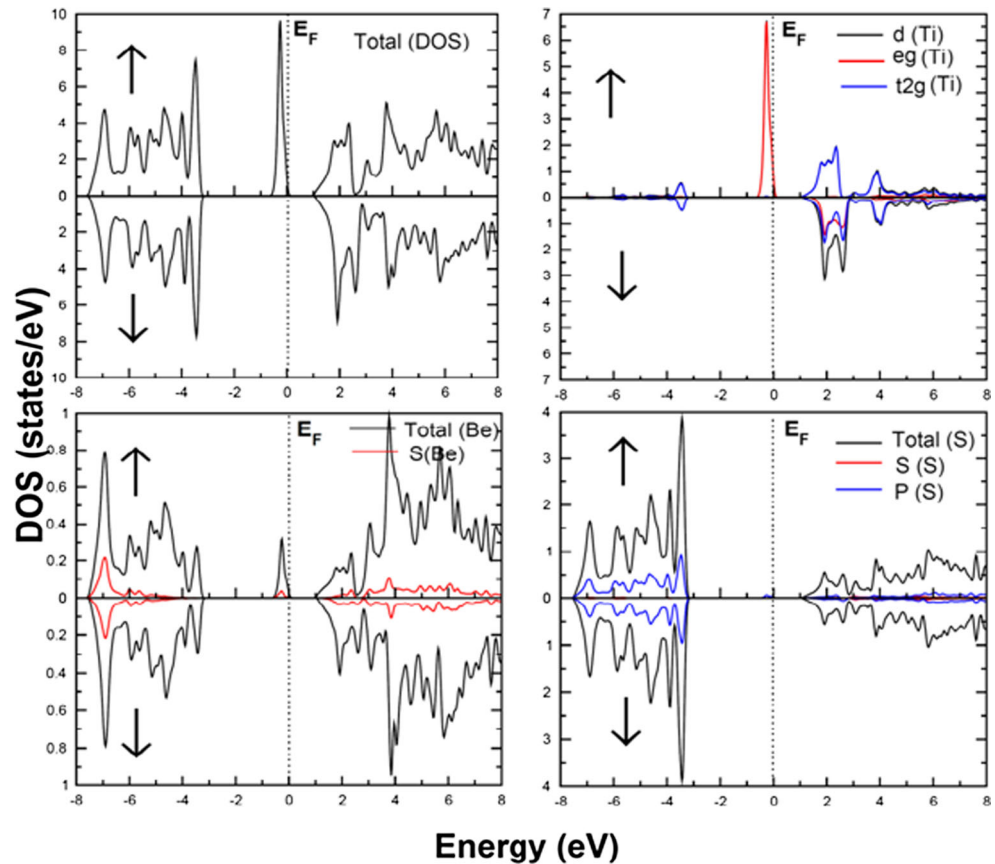 10
8
6
4
2
0
2
4
6
8
10
-8 -6 -4 -2 0 2 4 6 8
E_F
Total (DOS)
7
6
5
4
3
2
1
0
1
2
3
4
5
6
7
-8 -6 -4 -2 0 2 4 6 8
E_F
d (Ti)
eg (Ti)
t2g (Ti)
DOS (states/eV)
1
0.8
0.6
0.4
0.2
0
0.2
0.4
0.6
0.8
1
-8 -6 -4 -2 0 2 4 6 8
E_F
Total (Be)
S(Be)
4
3
2
1
0
1
2
3
4
-8 -6 -4 -2 0 2 4 6 8
E_F
Total (S)
S (S)
P (S)
Energy (eV)